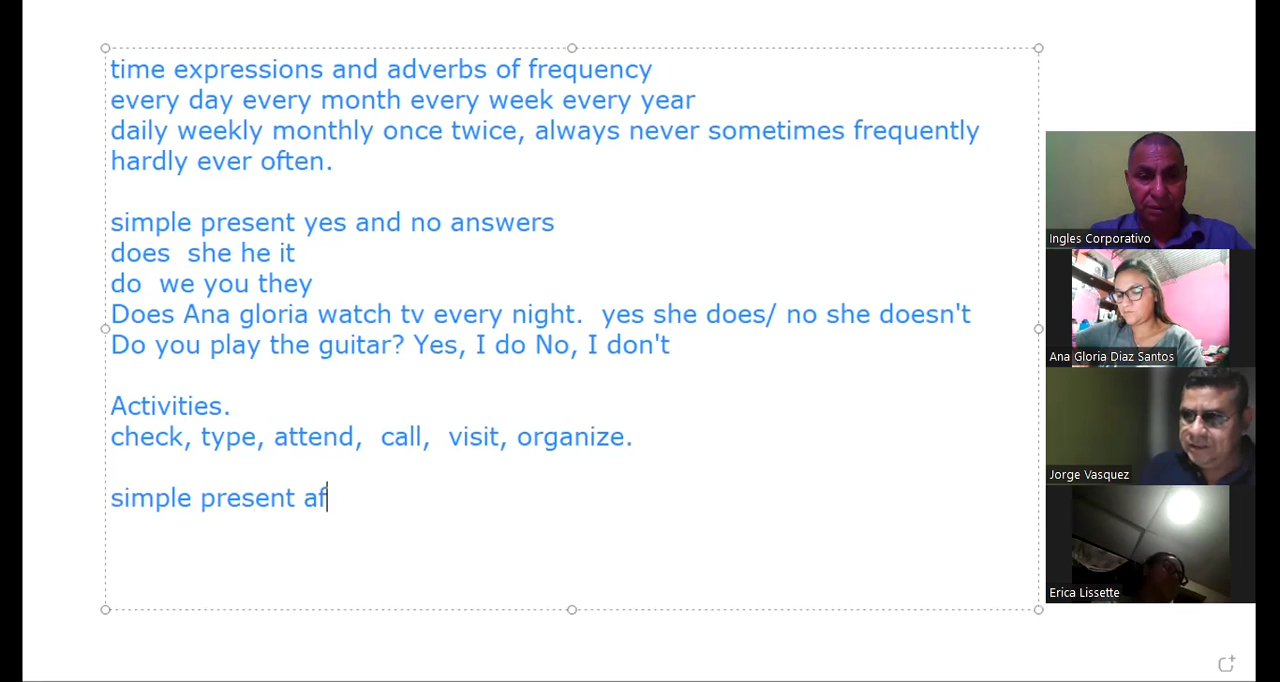 time expressions and adverbs of frequency
every day every month every week every year
daily weekly monthly once twice, always never sometimes frequently
hardly ever often.
simple present yes and no answers
does  she he it
do  we you they
Does Ana gloria watch tv every night.  yes she does/ no she doesn't
Do you play the guitar? Yes, I do No, I don't
Activities.
check, type, attend,  call,  visit, organize.
simple present af
Ingles Corporativo
Ana Gloria Diaz Santos
Jorge Vasquez
Erica Lissette